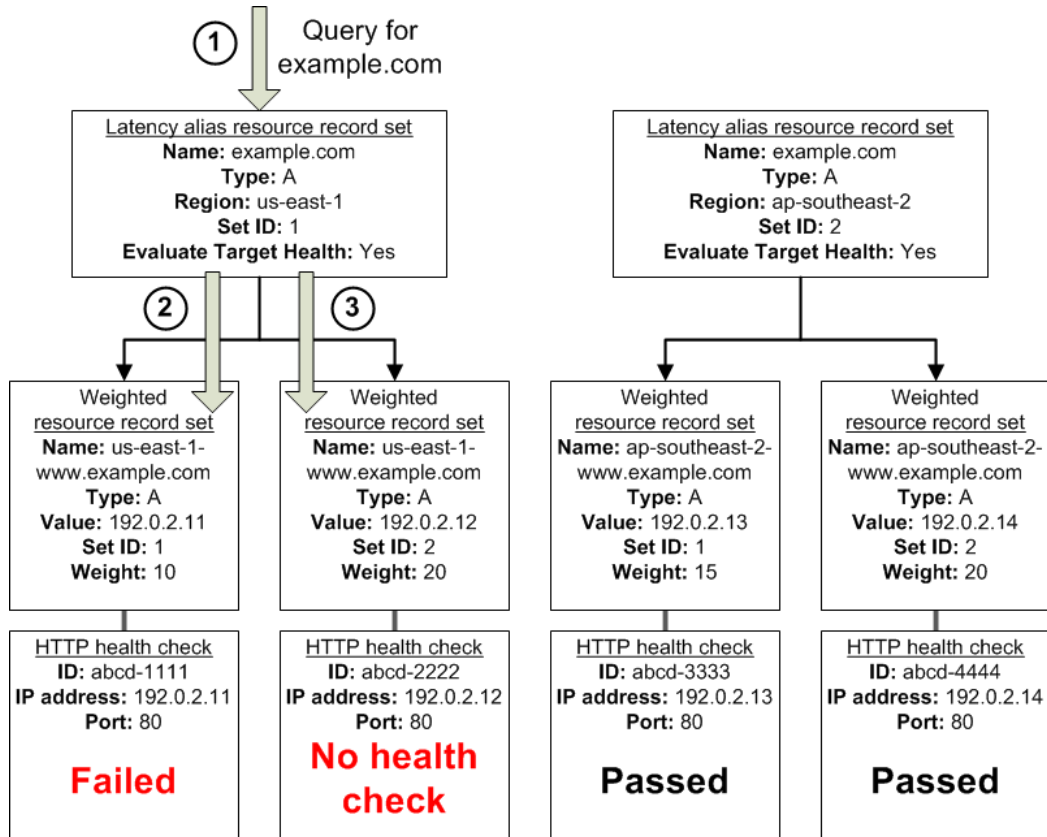 1
Query for
example.com
Latency alias resource record set
Name: example.com
Type: A
Region: us-east-1
Set ID: 1
Evaluate Target Health: Yes
Latency alias resource record set
Name: example.com
Type: A
Region: ap-southeast-2
Set ID: 2
Evaluate Target Health: Yes
2
3
Weighted
resource record set
Name: us-east-1-
www.example.com
Type: A
Value: 192.0.2.11
Set ID: 1
Weight: 10
Weighted
resource record set
Name: us-east-1-
www.example.com
Type: A
Value: 192.0.2.12
Set ID: 2
Weight: 20
Weighted
resource record set
Name: ap-southeast-2-
www.example.com
Type: A
Value: 192.0.2.13
Set ID: 1
Weight: 15
Weighted
resource record set
Name: ap-southeast-2-
www.example.com
Type: A
Value: 192.0.2.14
Set ID: 2
Weight: 20
HTTP health check
ID: abcd-1111
IP address: 192.0.2.11
Port: 80
Failed
HTTP health check
ID: abcd-2222
IP address: 192.0.2.12
Port: 80
No health
check
HTTP health check
ID: abcd-3333
IP address: 192.0.2.13
Port: 80
Passed
HTTP health check
ID: abcd-4444
IP address: 192.0.2.14
Port: 80
Passed